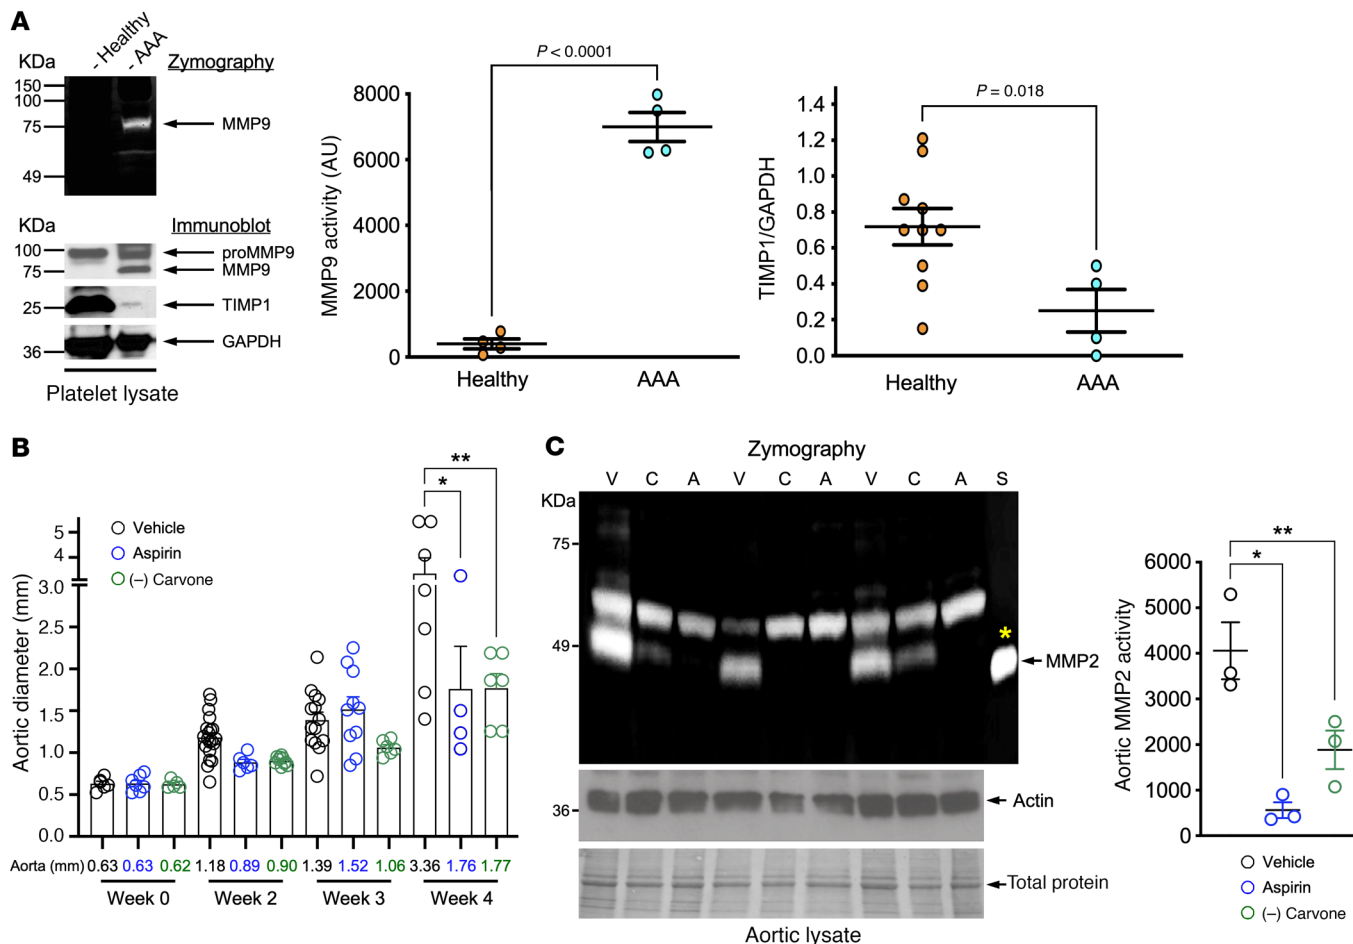 A
- Healthy
- AAA
KDa
Zymography
150
100
75
49
MMP9
KDa
Immunoblot
100
75
25
36
proMMP9
MMP9
TIMP1
GAPDH
Platelet lysate
P < 0.0001
MMP9 activity (AU)
8000
6000
4000
2000
0
Healthy
AAA
P = 0.018
TIMP1/GAPDH
1.4
1.2
1.0
0.8
0.6
0.4
0.2
0.0
Healthy
AAA
B
**
*
Vehicle
Aspirin
(–) Carvone
Aortic diameter (mm)
5
4
3.0
2.5
2.0
1.5
1.0
0.5
0.0
Aorta (mm) 0.63 0.63 0.62 1.18 0.89 0.90 1.39 1.52 1.06 3.36 1.76 1.77
Week 0 Week 2 Week 3 Week 4
C
Zymography
V C A V C A V C A S
KDa
75
49
*
MMP2
36
Actin
Total protein
Aortic lysate
**
*
Aortic MMP2 activity
6000
5000
4000
3000
2000
1000
0
Vehicle
Aspirin
(–) Carvone